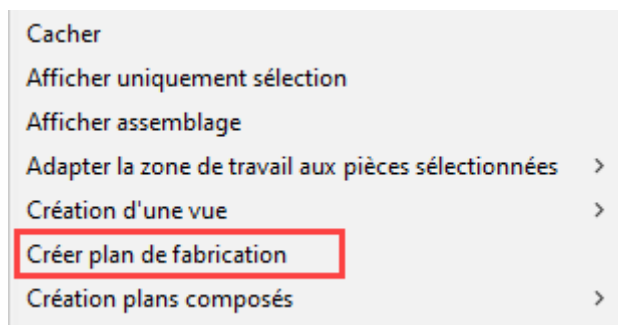 Cacher
Afficher uniquement sélection
Afficher assemblage
Adapter la zone de travail aux pièces sélectionnées
Création d'une vue
Créer plan de fabrication
Création plans composés